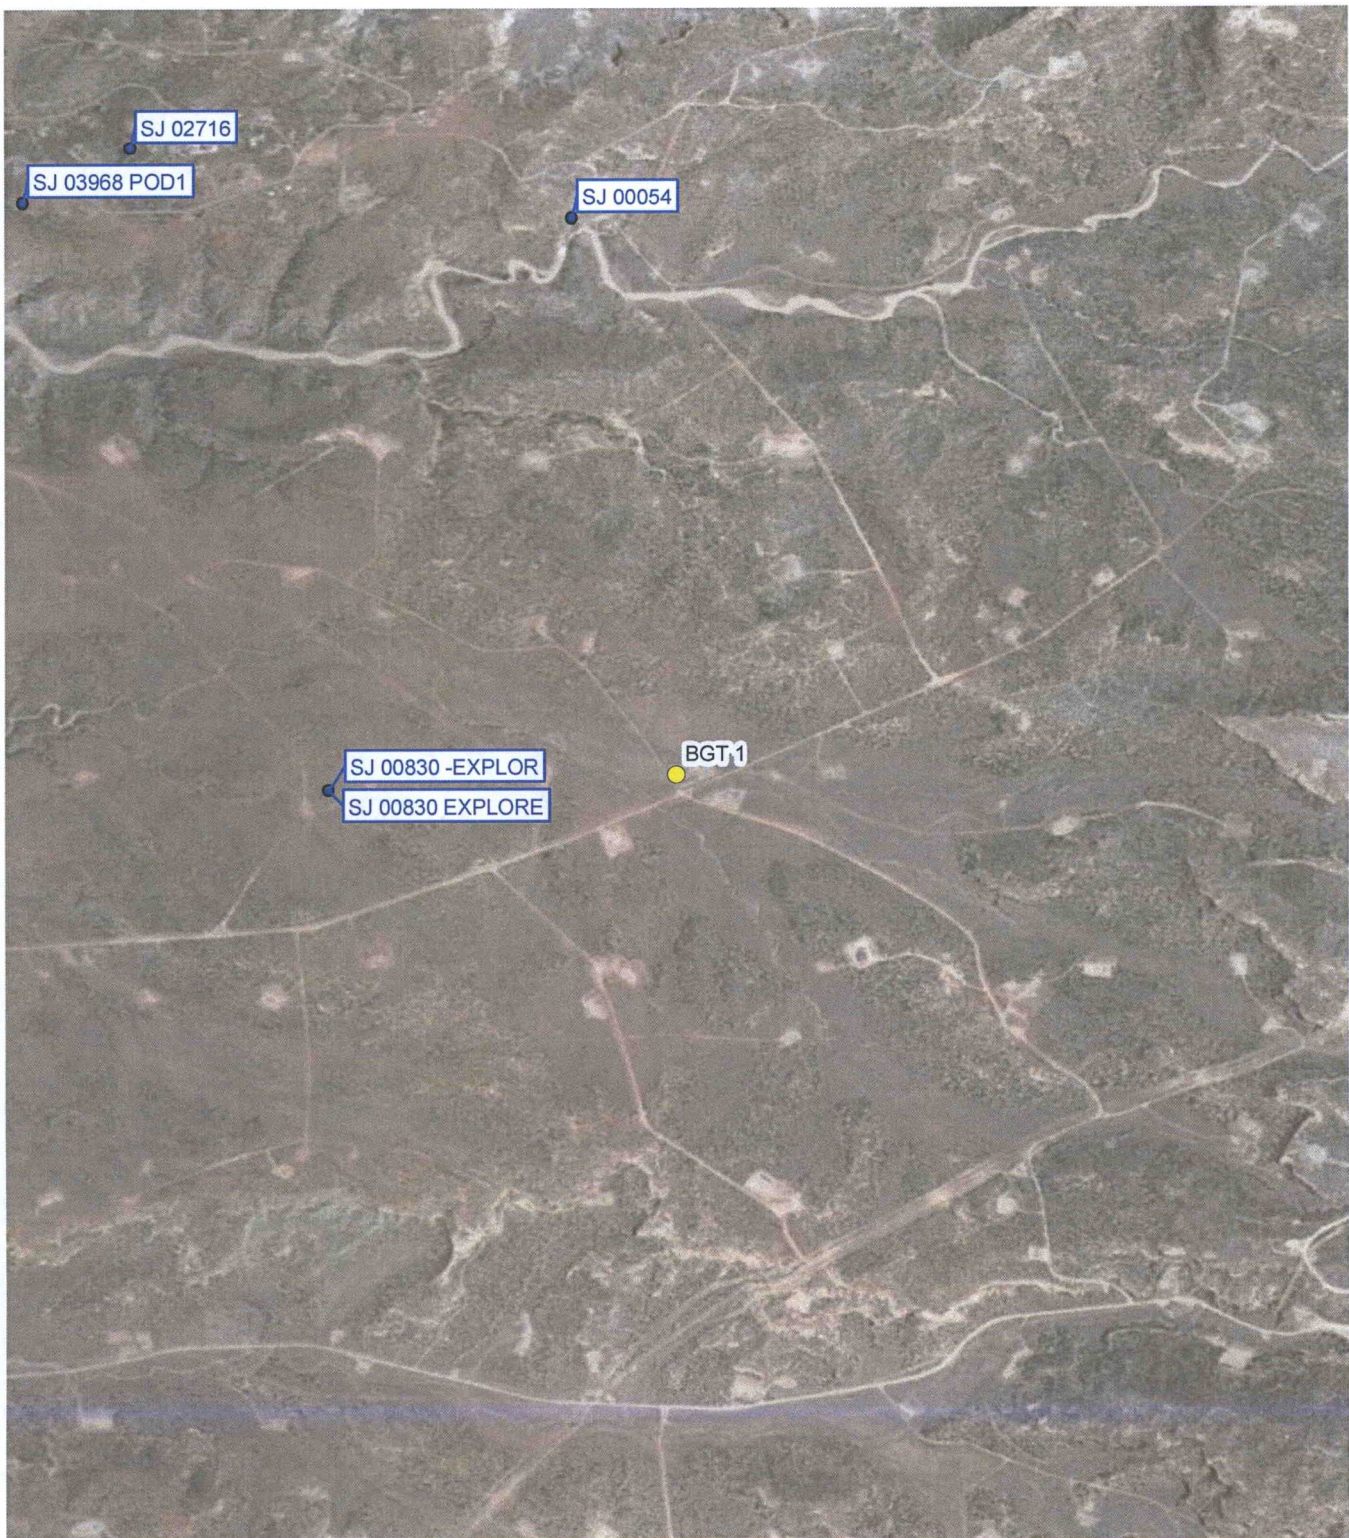 SJ 02716
SJ 03968 POD1
SJ 00054
BGT 1
SJ 00830 -EXPLOR
SJ 00830 EXPLORE